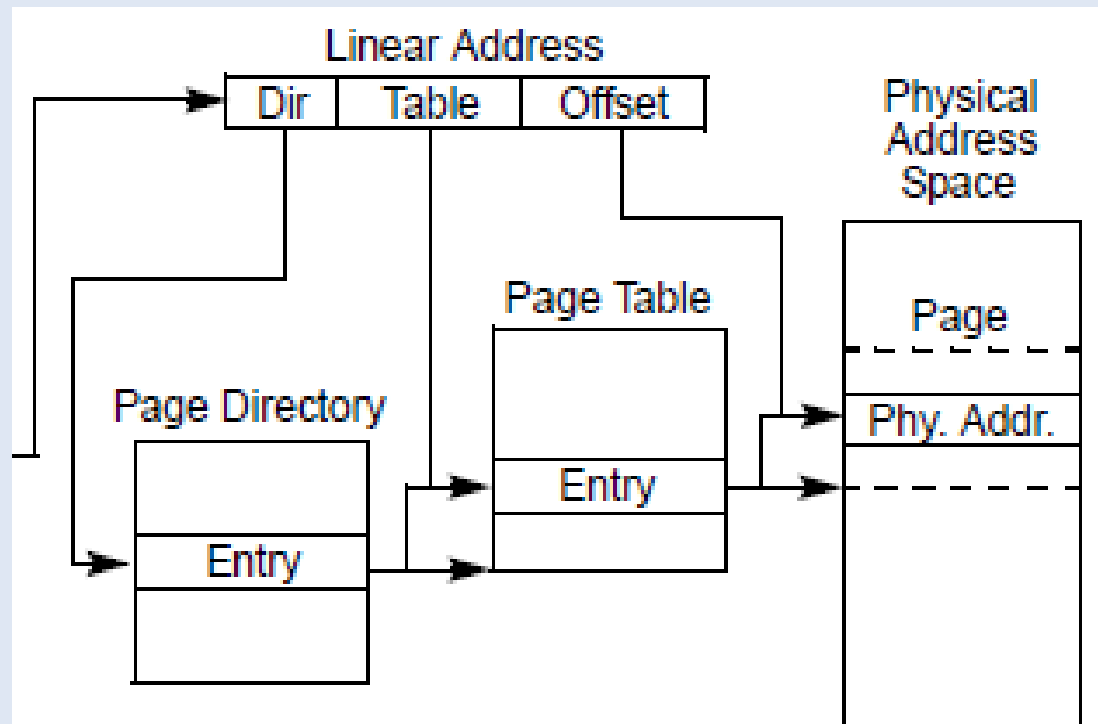 Linear Address
Dir Table Offset
Physical
Address
Space
Page Table
Page
Page Directory
Phy. Addr.
Entry
Entry